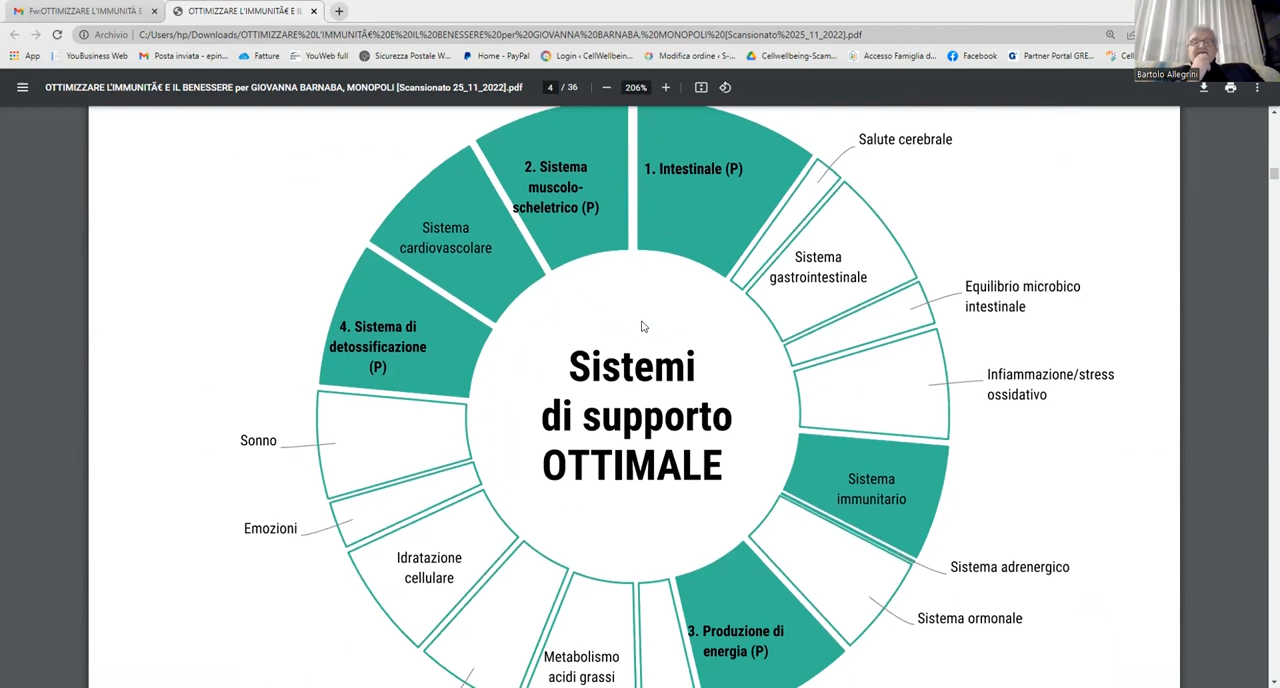 Fw:OTTIMIZZARE L'IMMUNITÀ E
OTTIMIZZARE L'IMMUNITÃ€ E IL
Archivio
C:/Users/hp/Downloads/OTTIMIZZARE%20L'IMMUNITÃ€%20E%20IL%20BENESSERE%20per%20GIOVANNA%20BARNABA,%20MONOPOLI%20[Scansionato%2025_11_2022].pdf
App
YouBusiness Web
Posta inviata - epin...
Fatture
YouWeb full
Sicurezza Postale W...
Home - PayPal
Login ‹ CellWellbein...
Modifica ordine ‹ S-...
Cellwellbeing-Scam...
Accesso Famiglia d...
Facebook
Partner Portal GRE...
Bartolo Allegrini
OTTIMIZZARE L'IMMUNITÃ€ E IL BENESSERE per GIOVANNA BARNABA, MONOPOLI [Scansionato 25_11_2022].pdf
4 / 36
206%
Salute cerebrale
2. Sistema
muscolo-
scheletrico (P)
1. Intestinale (P)
Sistema
cardiovascolare
Sistema
gastrointestinale
Equilibrio microbico
intestinale
4. Sistema di
detossificazione
(P)
Sistemi
di supporto
OTTIMALE
Infiammazione/stress
ossidativo
Sonno
Sistema
immunitario
Emozioni
Idratazione
cellulare
Sistema adrenergico
Sistema ormonale
3. Produzione di
energia (P)
Metabolismo
acidi grassi